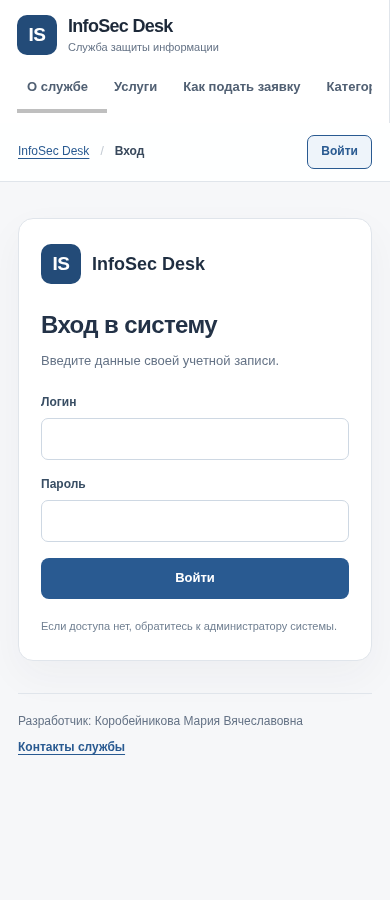 IS
InfoSec Desk
Служба защиты информации
О службе Услуги Как подать заявку Категор
InfoSec Desk / Вход
Войти
IS
InfoSec Desk
Вход в систему
Введите данные своей учетной записи.
Логин
Пароль
Войти
Если доступа нет, обратитесь к администратору системы.
Разработчик: Коробейникова Мария Вячеславовна
Контакты службы